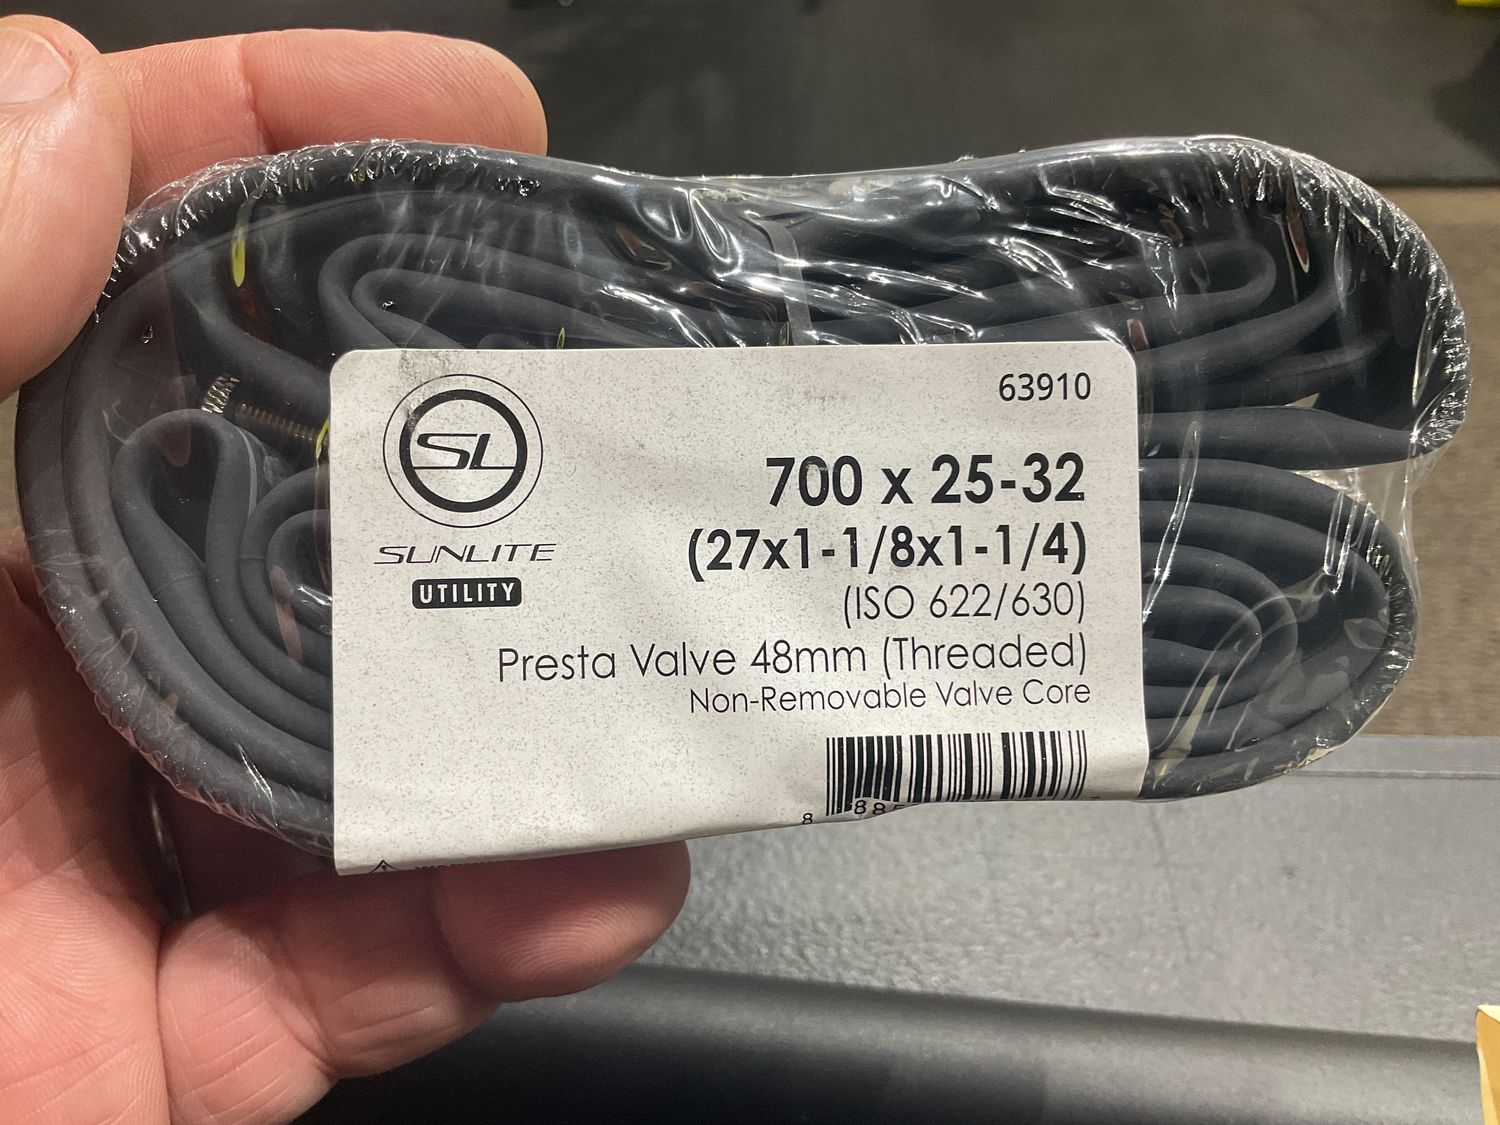 63910
SL
SUNLITE
UTILITY
700 x 25-32
(27x1-1/8x1-1/4)
(ISO 622/630)
Presta Valve 48mm (Threaded)
Non-Removable Valve Core
8